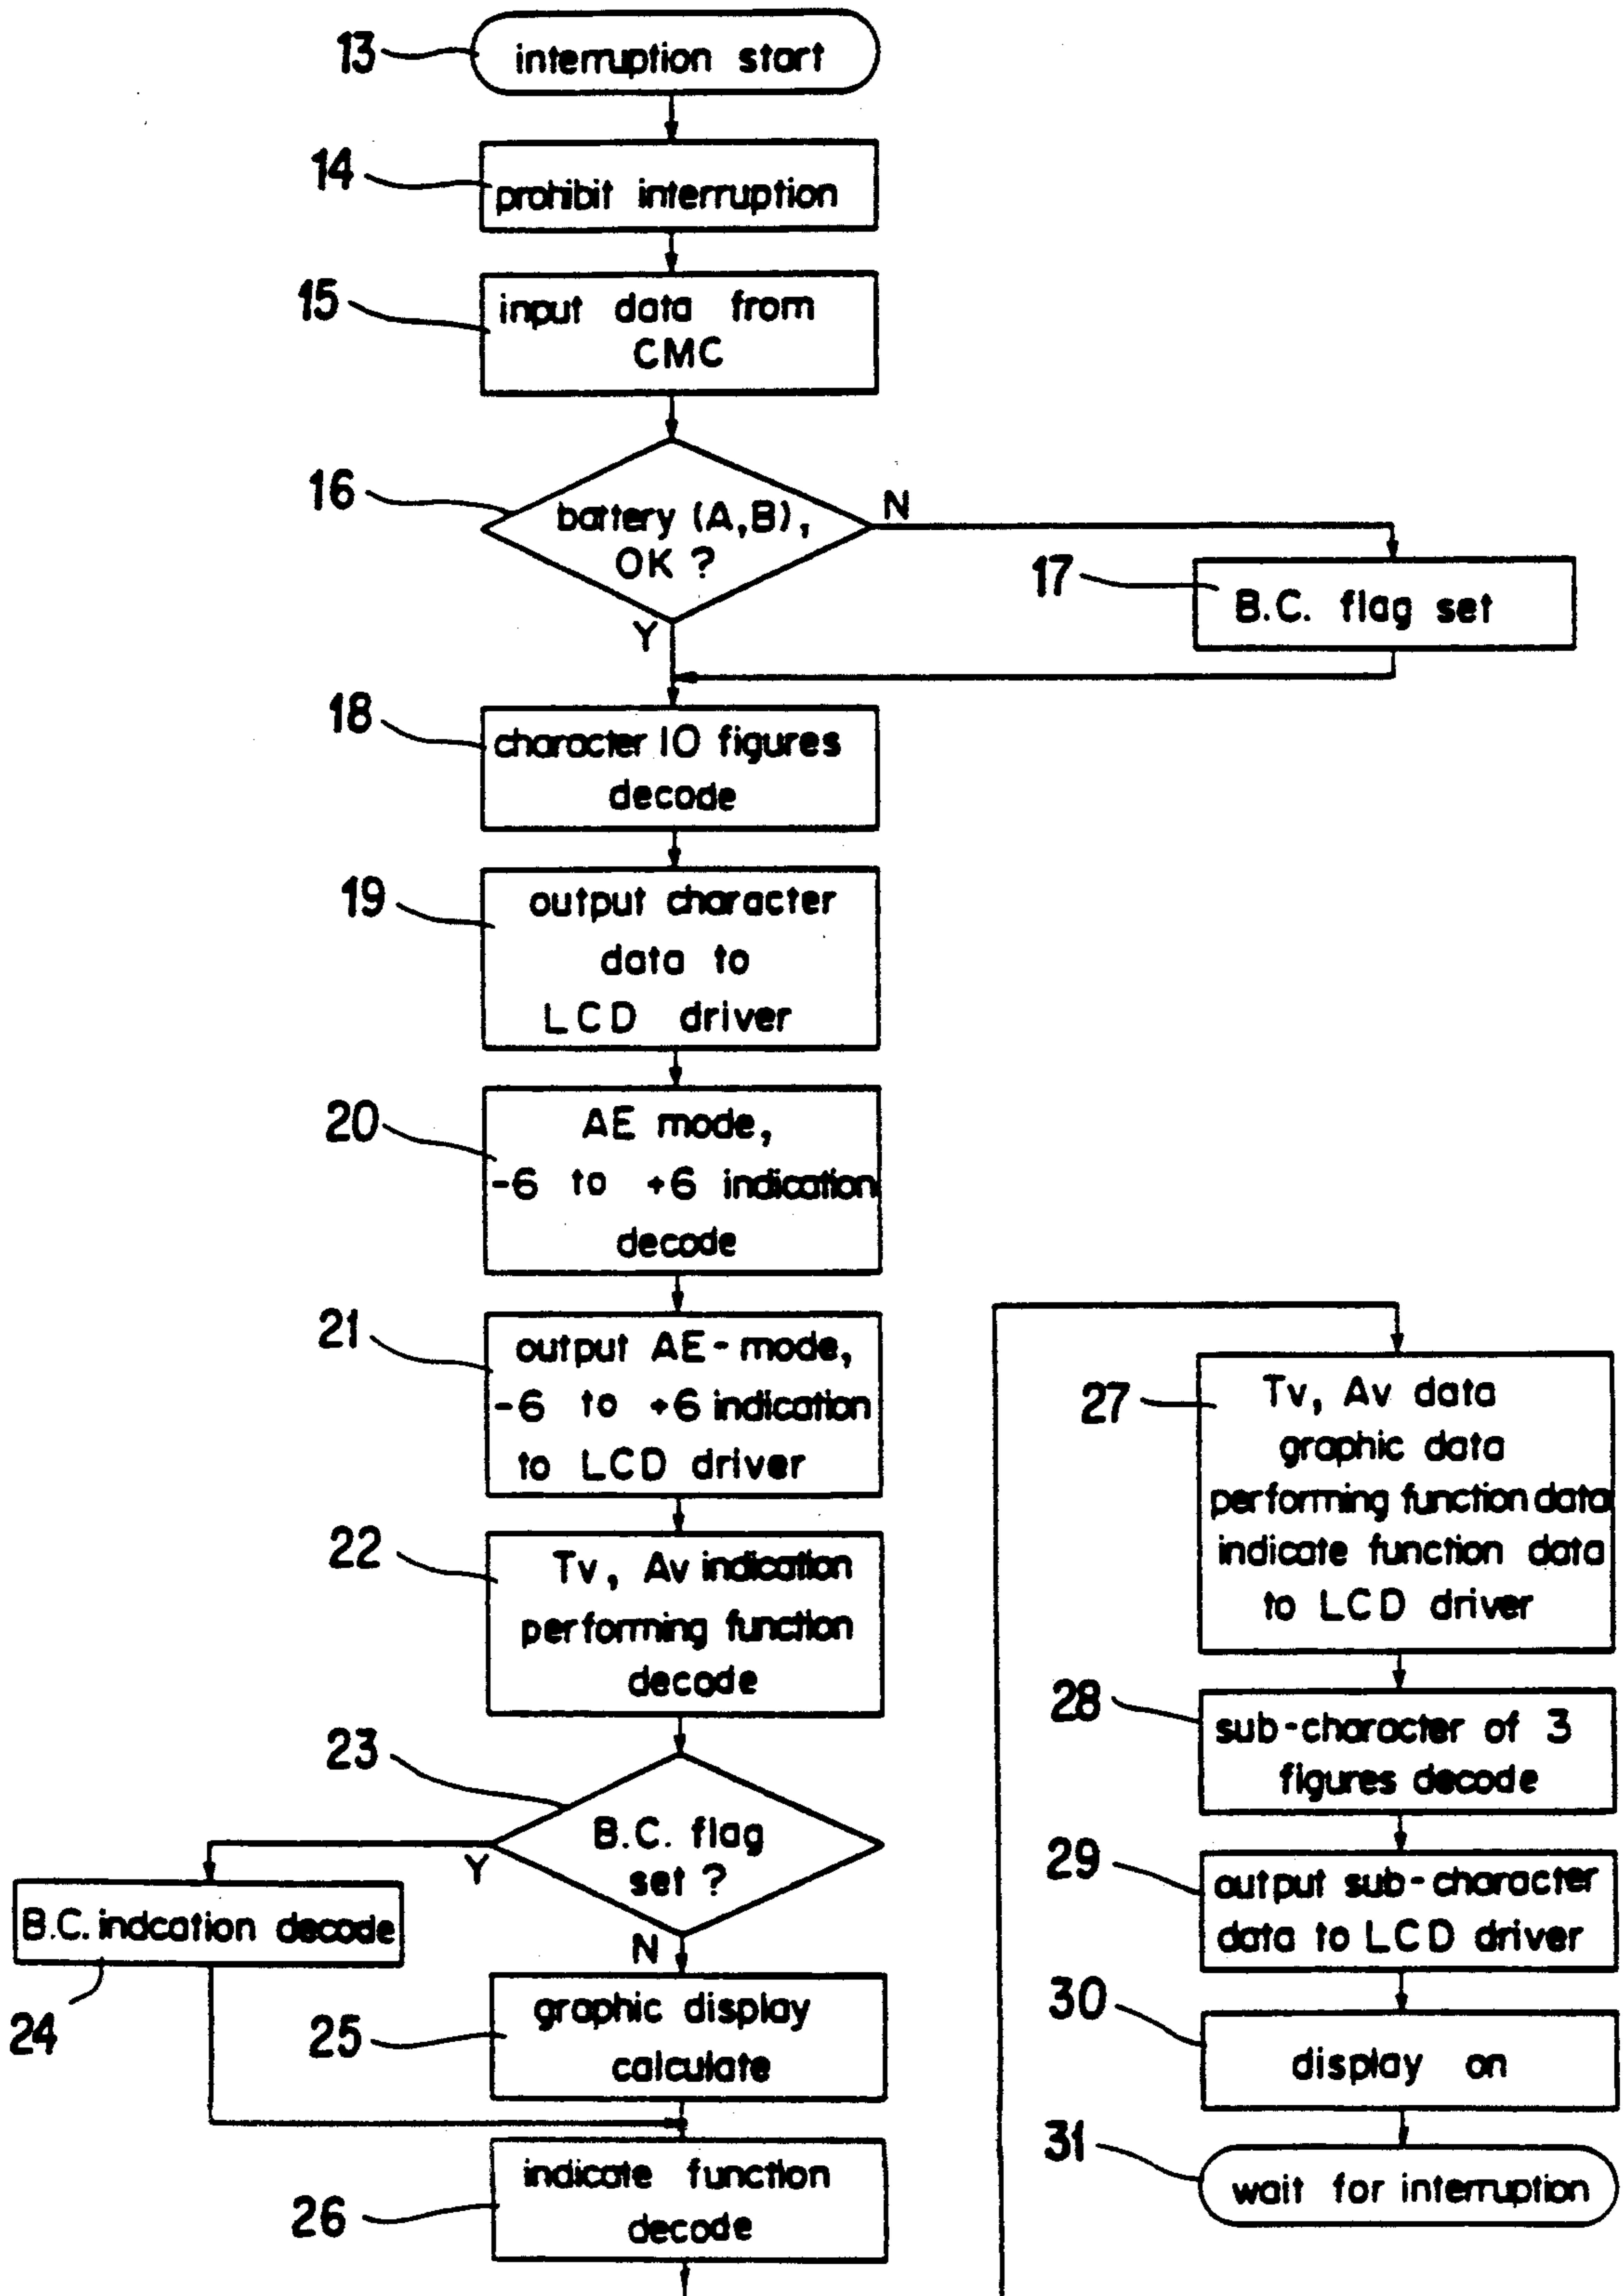 13
interruption start
14
prohibit interruption
15
input data from
CMC
16
battery (A,B),
OK ?
N
Y
17
B.C. flag set
18
character 10 figures
decode
19
output character
data to
LCD driver
20
AE mode,
-6 to +6 indication
decode
21
output AE-mode,
-6 to +6 indication
to LCD driver
22
Tv, Av indication
performing function
decode
23
B.C. flag
set ?
Y
N
B.C. indcation decode
24
25
graphic display
calculate
26
indicate function
decode
27
Tv, Av data
graphic data
performing function data
indicate function data
to LCD driver
28
sub-character of 3
figures decode
29
output sub-character
data to LCD driver
30
display on
31
wait for interruption